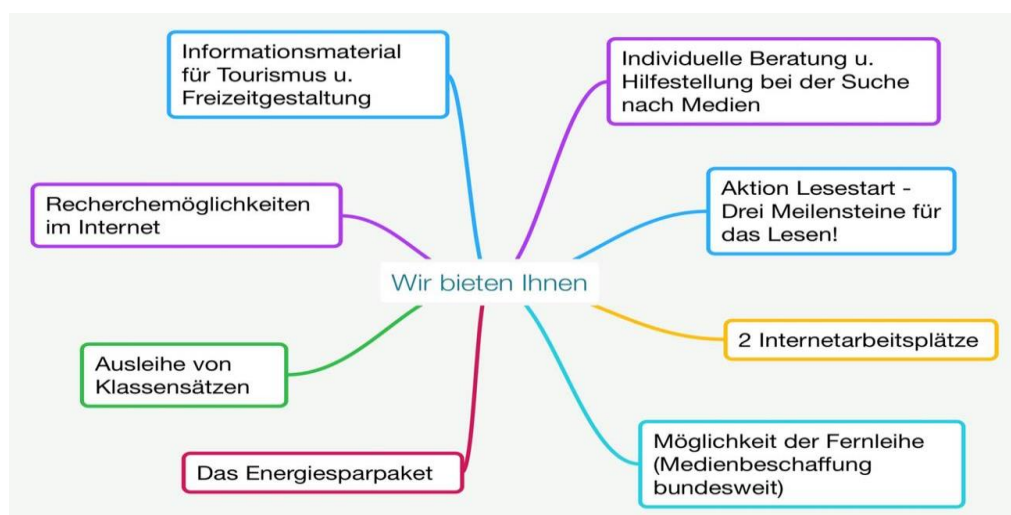 Informationsmaterial
für Tourismus u.
Freizeitgestaltung
Individuelle Beratung u.
Hilfestellung bei der Suche
nach Medien
Recherchemöglichkeiten
im Internet
Aktion Lesestart -
Drei Meilensteine für
das Lesen!
Wir bieten Ihnen
2 Internetarbeitsplätze
Ausleihe von
Klassensätzen
Das Energiesparpaket
Möglichkeit der Fernleihe
(Medienbeschaffung
bundesweit)